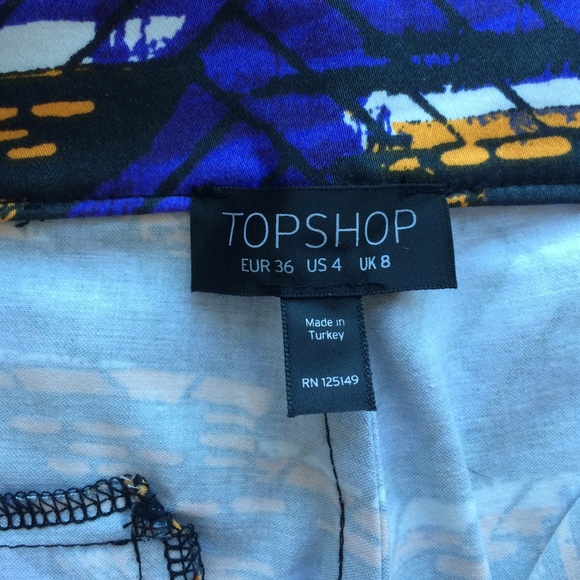 TOPSHOP
EUR 36 US 4 UK 8
Made in
Turkey
RN 125149